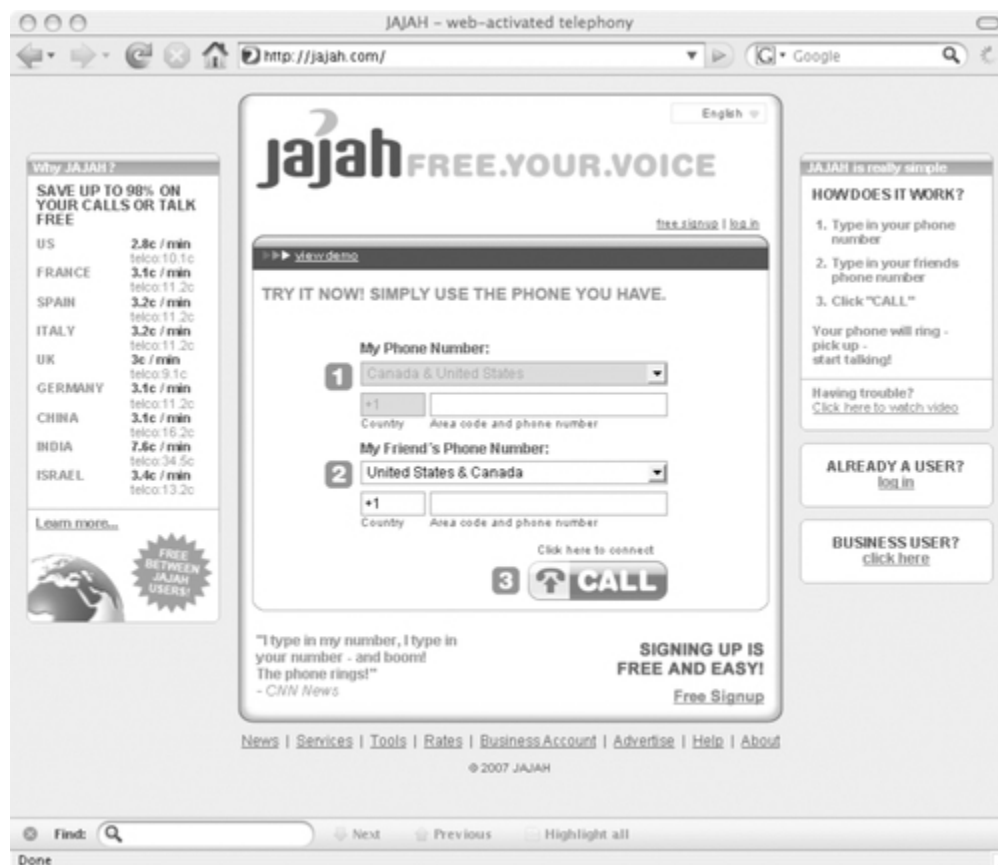 JAJAH – web-activated telephony
http://jajah.com/
Google
Why JAJAH?
SAVE UP TO 98% ON
YOUR CALLS OR TALK
FREE
US 2.8c / min
telco:10.1c
FRANCE 3.1c / min
telco:11.2c
SPAIN 3.2c / min
telco:11.2c
ITALY 3.2c / min
telco:11.2c
UK 3c / min
telco:9.1c
GERMANY 3.1c / min
telco:11.2c
CHINA 3.1c / min
telco:16.2c
INDIA 7.6c / min
telco:34.5c
ISRAEL 3.4c / min
telco:13.2c
Learn more...
FREE
BETWEEN
JAJAH
USERS!
English
jajah FREE.YOUR.VOICE
free signup | log in
view demo
TRY IT NOW! SIMPLY USE THE PHONE YOU HAVE.
My Phone Number:
1 Canada & United States
+1
Country Area code and phone number
My Friend's Phone Number:
2 United States & Canada
+1
Country Area code and phone number
Click here to connect
3 CALL
"I type in my number, I type in
your number - and boom!
The phone rings!"
- CNN News
SIGNING UP IS
FREE AND EASY!
Free Signup
JAJAH is really simple
HOW DOES IT WORK?
1. Type in your phone
number
2. Type in your friends
phone number
3. Click "CALL"
Your phone will ring -
pick up -
start talking!
Having trouble?
Click here to watch video
ALREADY A USER?
log in
BUSINESS USER?
click here
News | Services | Tools | Rates | Business Account | Advertise | Help | About
© 2007 JAJAH
Find: Next Previous Highlight all
Done